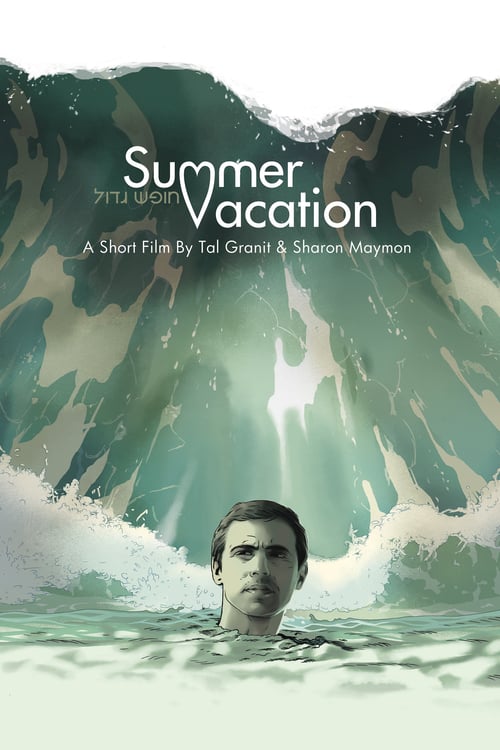 Summer
חופש גדול
Vacation
A Short Film By Tal Granit & Sharon Maymon